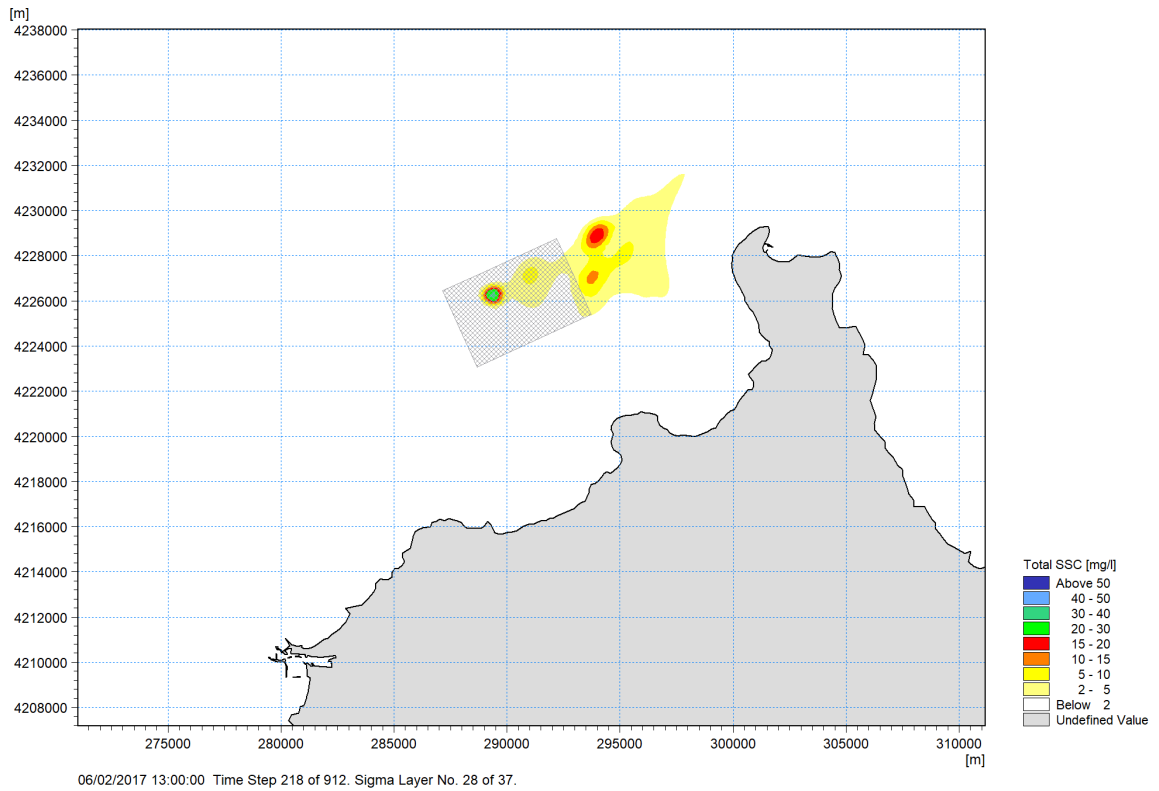 [m]
4238000
4236000
4234000
4232000
4230000
4228000
4226000
4224000
4222000
4220000
4218000
4216000
4214000
4212000
4210000
4208000
275000 280000 285000 290000 295000 300000 305000 310000
[m]
Total SSC [mg/l]
Above 50
40 - 50
30 - 40
20 - 30
15 - 20
10 - 15
5 - 10
2 - 5
Below 2
Undefined Value
06/02/2017 13:00:00 Time Step 218 of 912. Sigma Layer No. 28 of 37.